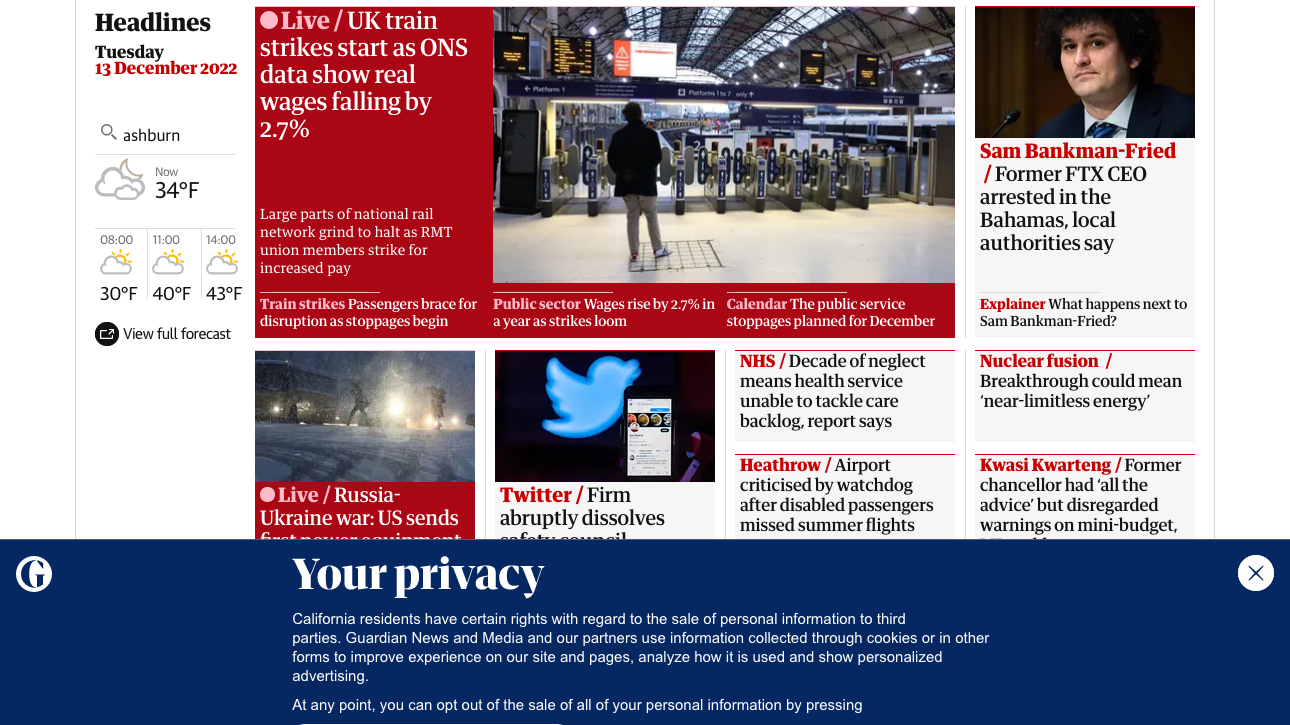 Headlines
Tuesday
13 December 2022
ashburn
Now
34°F
08:00
11:00
14:00
30°F
40°F
43°F
View full forecast
Live / UK train
strikes start as ONS
data show real
wages falling by
2.7%
Large parts of national rail
network grind to halt as RMT
union members strike for
increased pay
Train strikes Passengers brace for
disruption as stoppages begin
Public sector Wages rise by 2.7% in
a year as strikes loom
Calendar The public service
stoppages planned for December
Platform 1
Platforms 1 to 7 only
Sam Bankman-Fried
/ Former FTX CEO
arrested in the
Bahamas, local
authorities say
Explainer What happens next to
Sam Bankman-Fried?
Live / Russia-
Ukraine war: US sends
first power equipment
Twitter / Firm
abruptly dissolves
safety council
NHS / Decade of neglect
means health service
unable to tackle care
backlog, report says
Heathrow / Airport
criticised by watchdog
after disabled passengers
missed summer flights
Nuclear fusion /
Breakthrough could mean
‘near-limitless energy’
Kwasi Kwarteng / Former
chancellor had ‘all the
advice’ but disregarded
warnings on mini-budget,
G
Your privacy
California residents have certain rights with regard to the sale of personal information to third
parties. Guardian News and Media and our partners use information collected through cookies or in other
forms to improve experience on our site and pages, analyze how it is used and show personalized
advertising.
At any point, you can opt out of the sale of all of your personal information by pressing